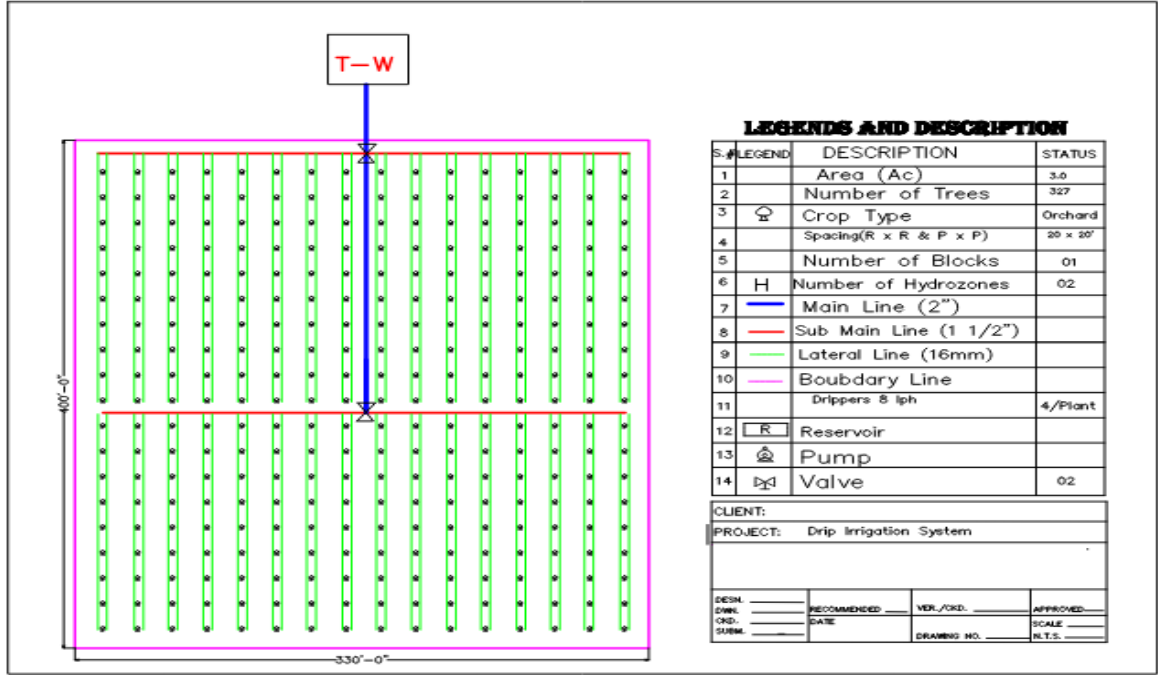 T-W
400'-0"
330'-0"
LEGENDS AND DESCRIPTION
S.# LEGEND DESCRIPTION STATUS
1 Area (Ac) 3.0
2 Number of Trees 327
3 Crop Type Orchard
4 Spacing(R x R & P x P) 20 x 20'
5 Number of Blocks 01
6 H Number of Hydrozones 02
7 Main Line (2")
8 Sub Main Line (1 1/2")
9 Lateral Line (16mm)
10 Boubdary Line
11 Drippers 8 lph 4/Plant
12 R Reservoir
13 Pump
14 Valve 02
CLIENT:
PROJECT: Drip Irrigation System
DESN.
DWN. RECOMMENDED VER./CKD. APPROVED
CKD. DATE SCALE
SUBM. DRAWING NO. N.T.S.